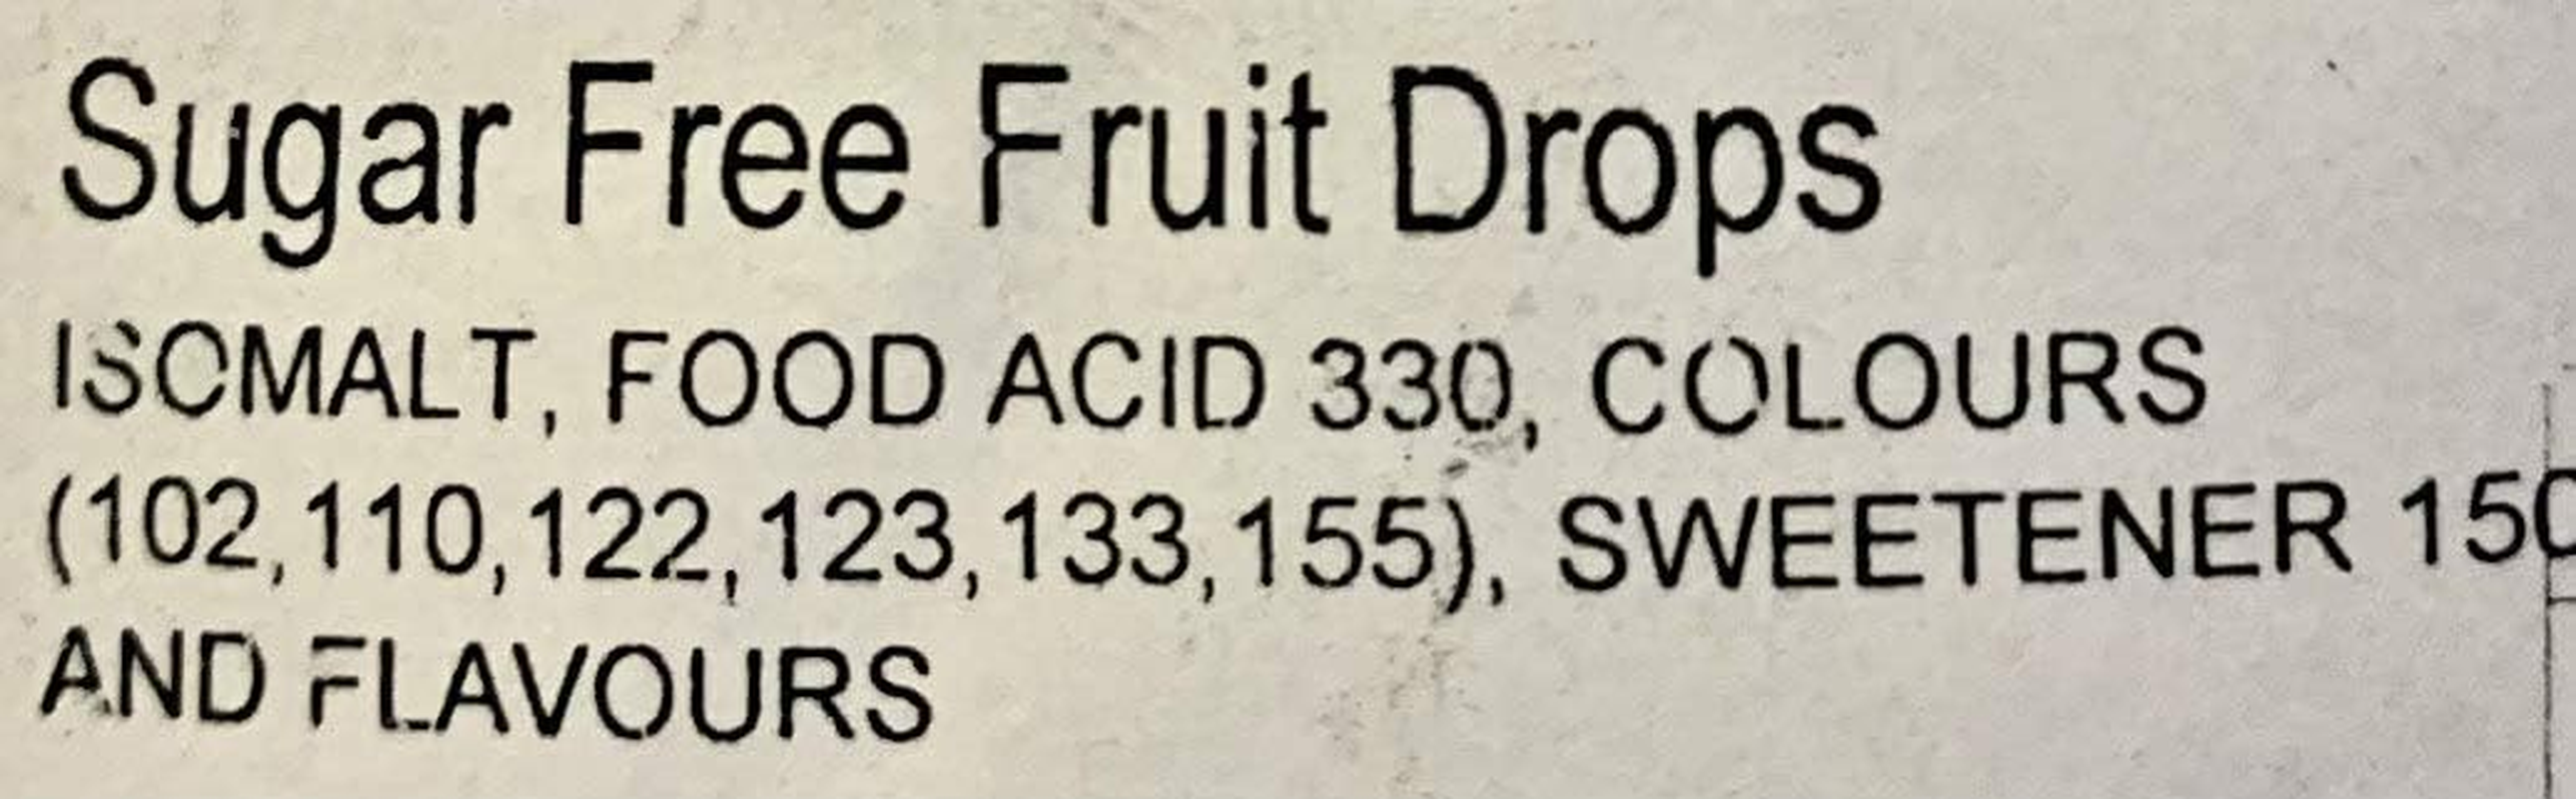 Sugar Free Fruit Drops
ISOMALT, FOOD ACID 330, COLOURS
(102,110,122,123,133,155), SWEETENER
AND FLAVOURS